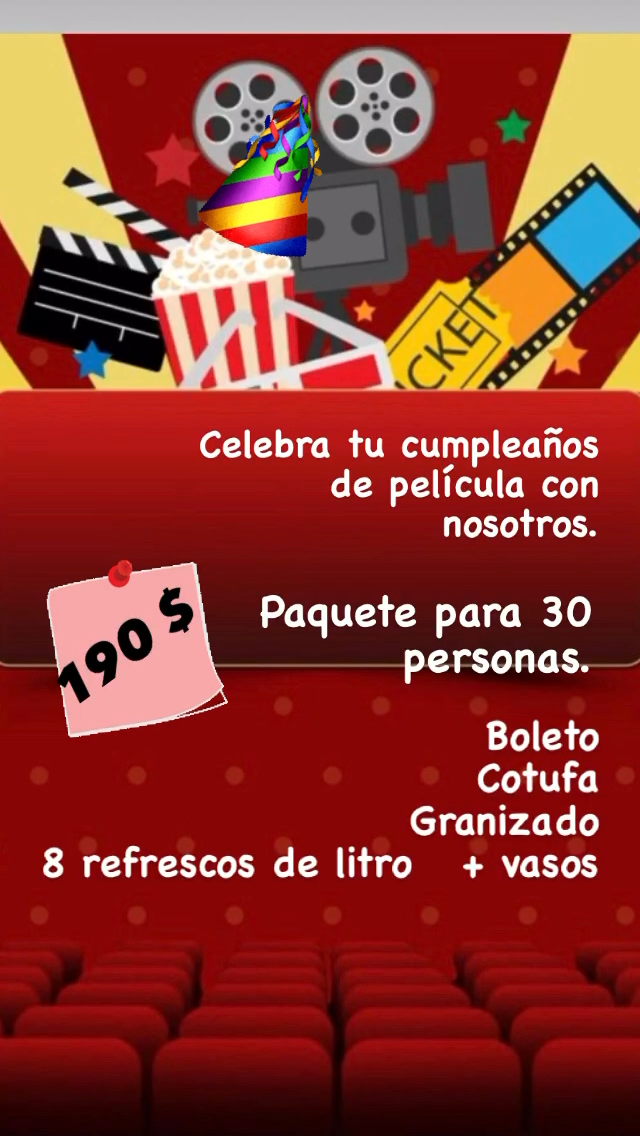 TICKET
Celebra tu cumpleaños
de película con
nosotros.
190 $
Paquete para 30
personas.
Boleto
Cotufa
Granizado
8 refrescos de litro + vasos